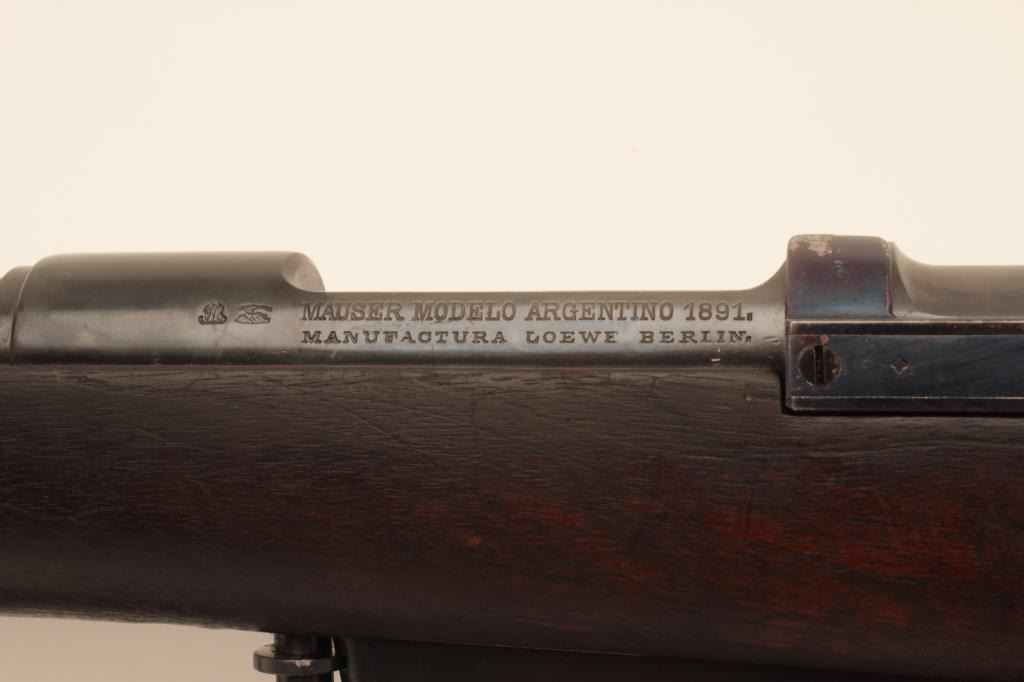 MAUSER MODELO ARGENTINO 1891.
MANUFACTURA LOEWE BERLIN.